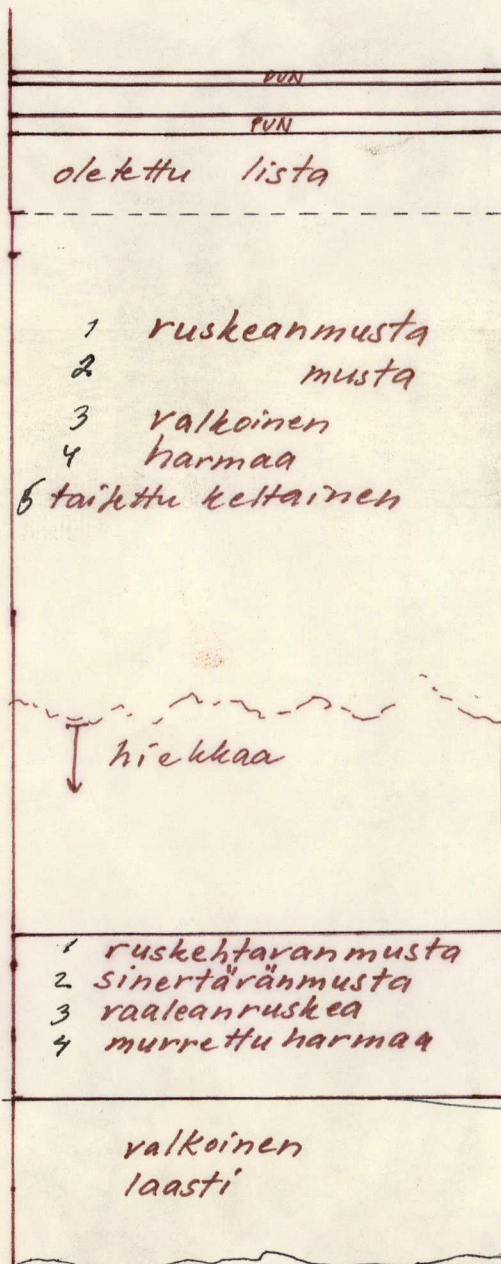 PUN
PUN
oletettu lista
1 ruskeanmusta
2 musta
3 valkoinen
4 harmaa
5 taitettu keltainen
hiekkaa
1 ruskehtavanmusta
2 sinertävänmusta
3 vaaleanruskea
4 murrettu harmaa
valkoinen
laasti